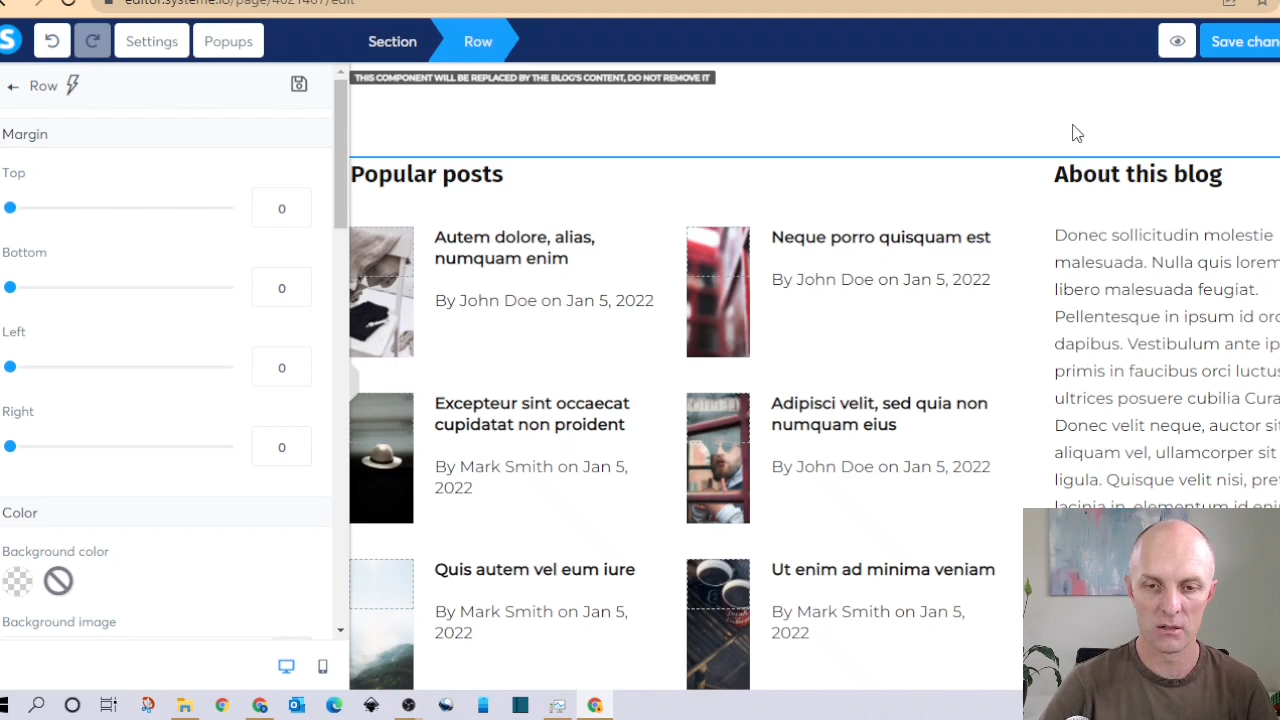 editor.systeme.io/page/4021467/edit
S
Settings
Popups
Section
Row
Save chan
Row
THIS COMPONENT WILL BE REPLACED BY THE BLOG'S CONTENT, DO NOT REMOVE IT
Margin
Top
0
Bottom
0
Left
0
Right
0
Color
Background color
Background image
Popular posts
Autem dolore, alias,
numquam enim
By John Doe on Jan 5, 2022
Neque porro quisquam est
By John Doe on Jan 5, 2022
Excepteur sint occaecat
cupidatat non proident
By Mark Smith on Jan 5,
2022
Adipisci velit, sed quia non
numquam eius
By John Doe on Jan 5, 2022
Quis autem vel eum iure
By Mark Smith on Jan 5,
2022
Ut enim ad minima veniam
By Mark Smith on Jan 5,
2022
About this blog
Donec sollicitudin molestie
malesuada. Nulla quis lorem
libero malesuada feugiat.
Pellentesque in ipsum id orc
dapibus. Vestibulum ante ip
primis in faucibus orci luctus
ultrices posuere cubilia Cura
Donec velit neque, auctor sit
aliquam vel, ullamcorper sit
ligula. Quisque velit nisi, pret
lacinia in, elementum id enim